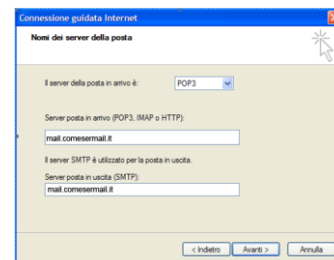 Connessione guidata Internet
Nomi dei server della posta
Il server della posta in arrivo è: POP3
Server posta in arrivo (POP3, IMAP o HTTP):
mail.comesermail.it
Il server SMTP è utilizzato per la posta in uscita.
Server posta in uscita (SMTP):
mail.comesermail.it
< Indietro Avanti > Annulla